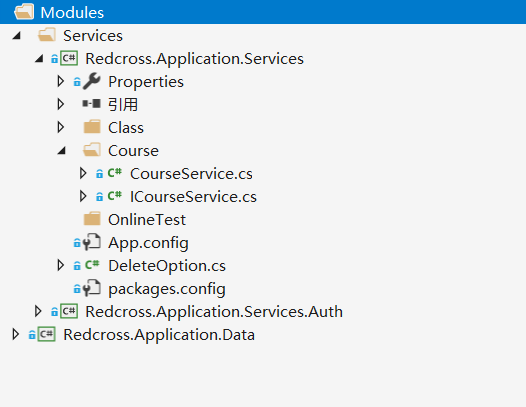 Modules
Services
C# Redcross.Application.Services
Properties
引用
Class
Course
C# CourseService.cs
C# ICourseService.cs
OnlineTest
App.config
C# DeleteOption.cs
packages.config
C# Redcross.Application.Services.Auth
C# Redcross.Application.Data